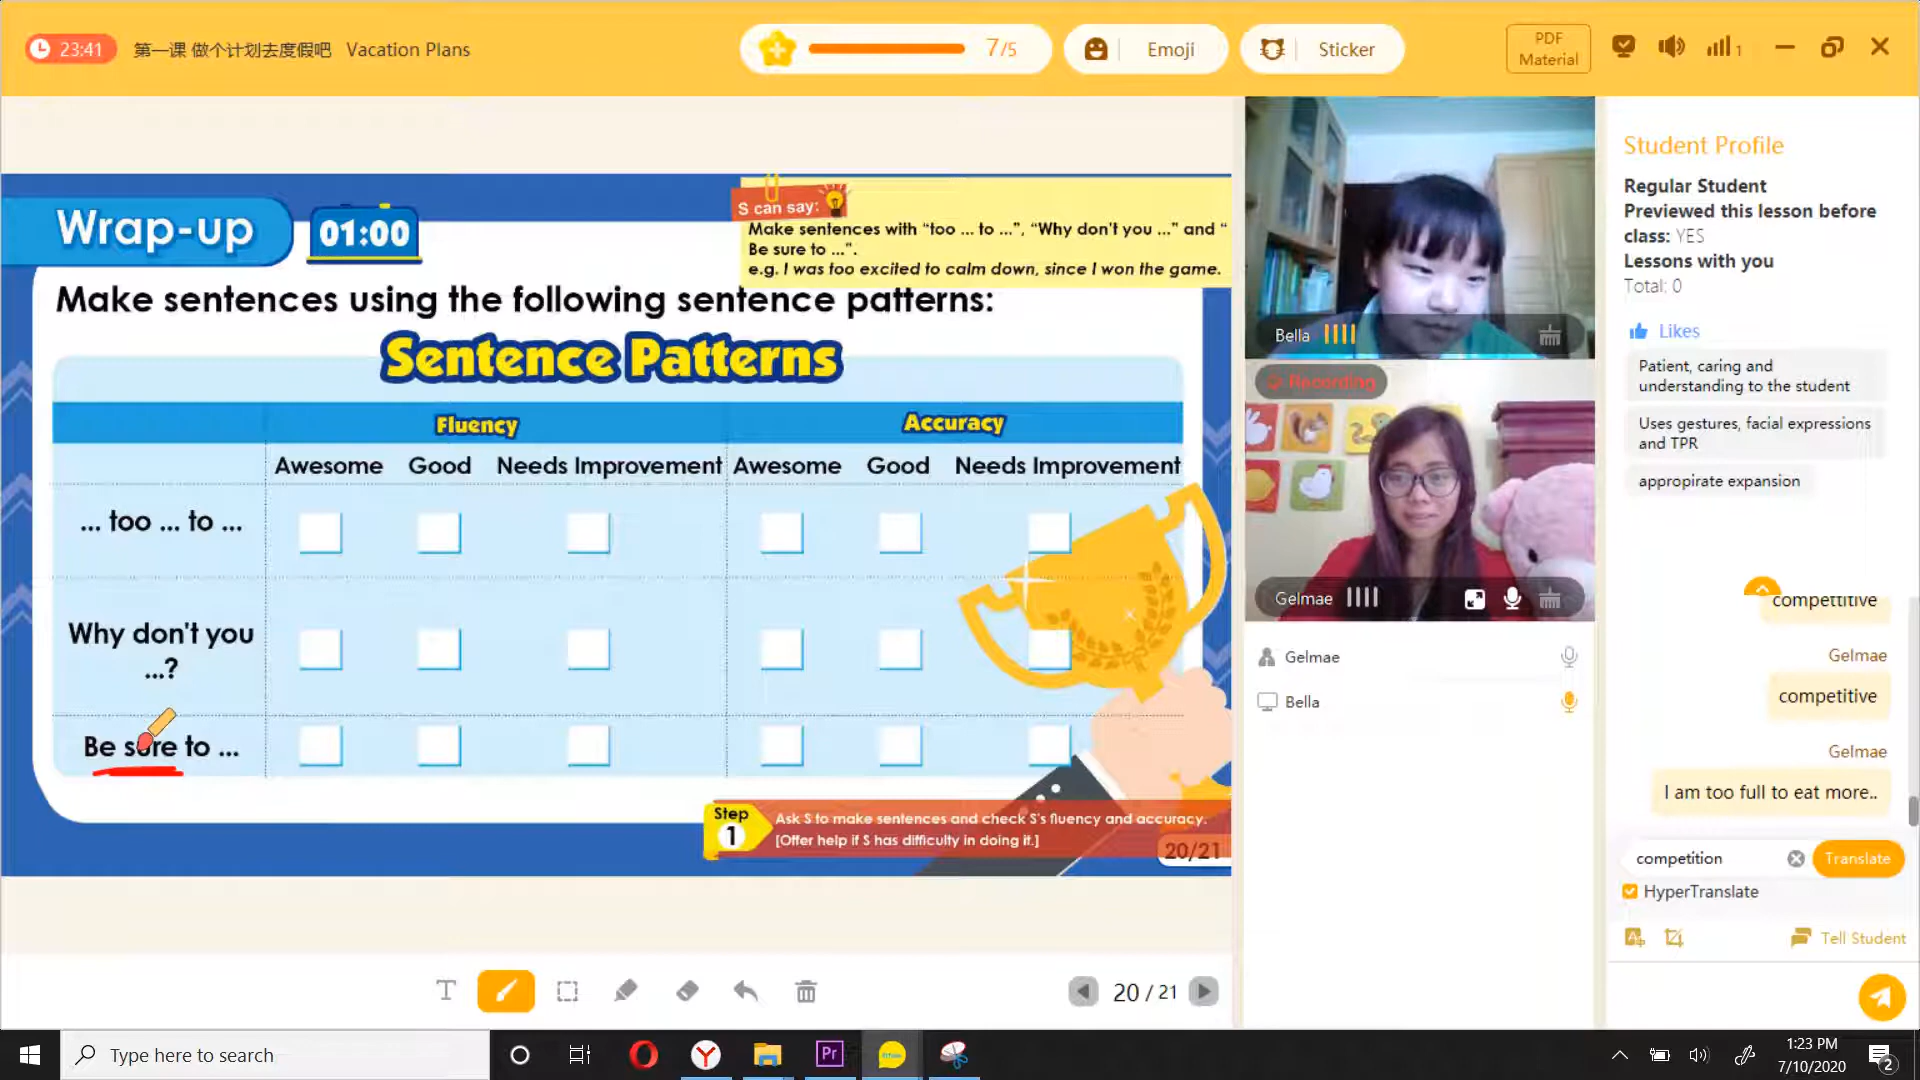 23:41 第一课 做个计划去度假吧 Vacation Plans
7/5
Emoji
Sticker
PDF
Material
1
Wrap-up
01:00
S can say:
Make sentences with "too ... to ...", "Why don't you ..." and "
Be sure to ...".
e.g. I was too excited to calm down, since I won the game.
Make sentences using the following sentence patterns:
Sentence Patterns
Fluency
Accuracy
Awesome Good Needs Improvement Awesome Good Needs Improvement
... too ... to ...
Why don't you
...?
Be sure to ...
Step
1
Ask S to make sentences and check S's fluency and accuracy.
[Offer help if S has difficulty in doing it.]
20/21
20 / 21
Bella
Recording
Gelmae
Gelmae
Bella
Student Profile
Regular Student
Previewed this lesson before
class: YES
Lessons with you
Total: 0
Likes
Patient, caring and
understanding to the student
Uses gestures, facial expressions
and TPR
appropirate expansion
compettitive
Gelmae
competitive
Gelmae
I am too full to eat more..
competition
Translate
HyperTranslate
Tell Student
Type here to search
Pr
1:23 PM
7/10/2020
2